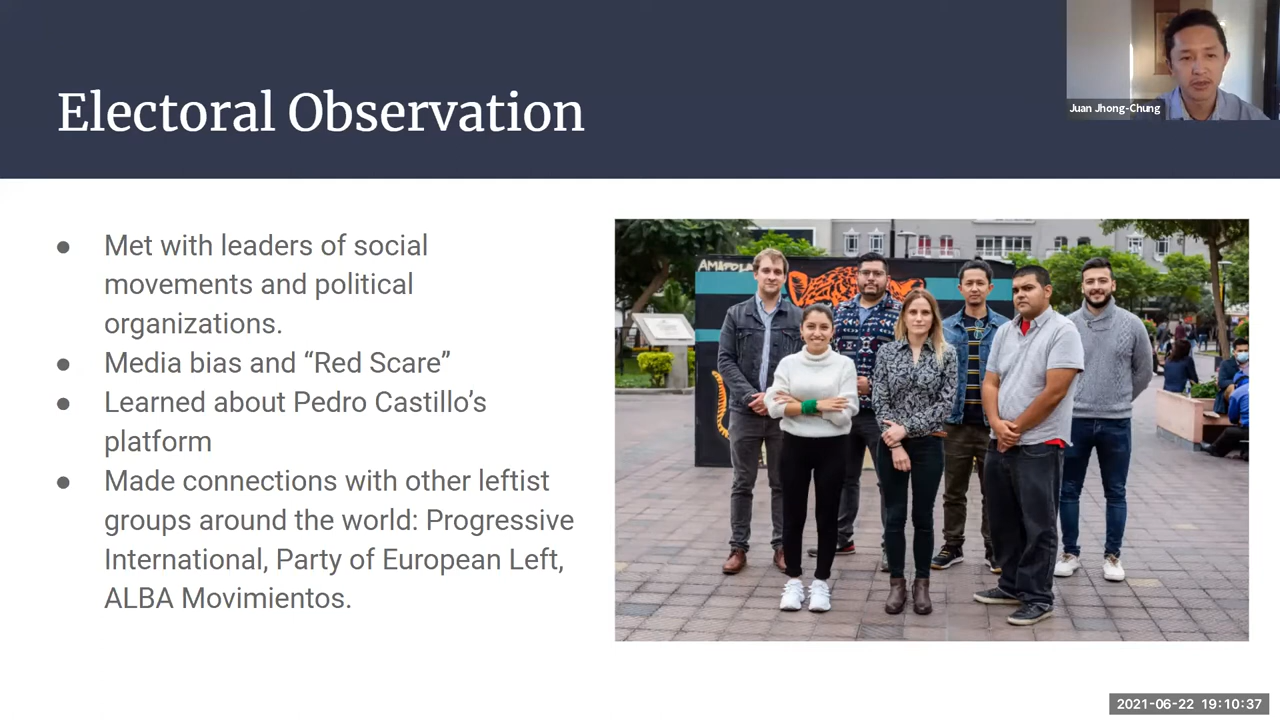 Electoral Observation
Juan Jhong-Chung
● Met with leaders of social
movements and political
organizations.
● Media bias and “Red Scare”
● Learned about Pedro Castillo’s
platform
● Made connections with other leftist
groups around the world: Progressive
International, Party of European Left,
ALBA Movimientos.
AMAPOLA
2021-06-22 19:10:37